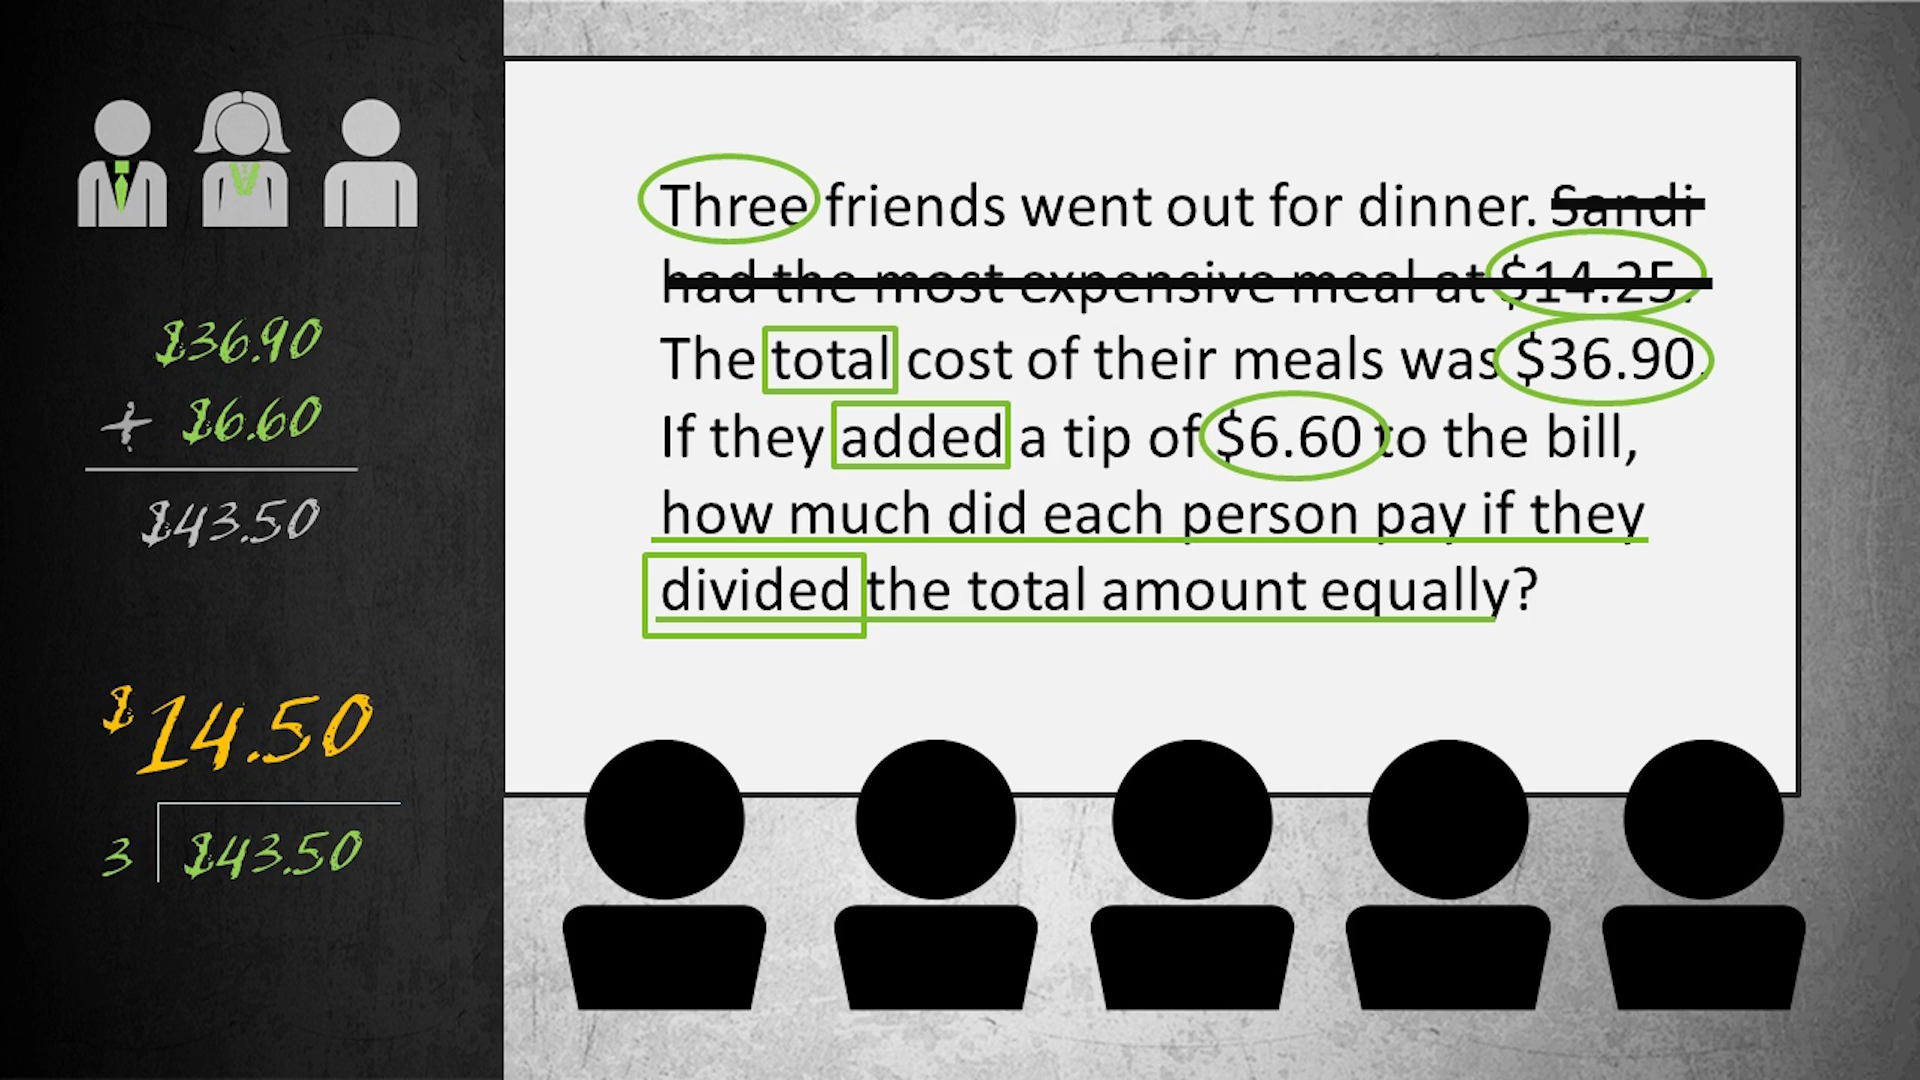 $36.90
+ $6.60
$43.50
$14.50
3 $43.50
Three friends went out for dinner. Sandi
had the most expensive meal at $14.25.
The total cost of their meals was $36.90.
If they added a tip of $6.60 to the bill,
how much did each person pay if they
divided the total amount equally?